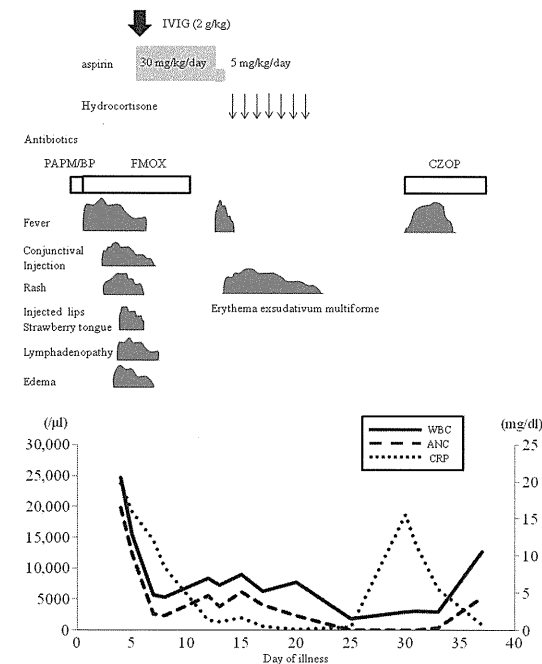 IVIG (2 g/kg)
aspirin 30 mg/kg/day 5 mg/kg/day
Hydrocortisone
Antibiotics
PAPM/BP FMOX CZOP
Fever
Conjunctival
Injection
Rash
Erythema exsudativum multiforme
Injected lips
Strawberry tongue
Lymphadenopathy
Edema
(/μl) (mg/dl)
WBC
ANC
CRP
30,000 25
25,000 20
20,000
15,000 15
10,000 10
5000 5
0 0
0 5 10 15 20 25 30 35 40
Day of illness